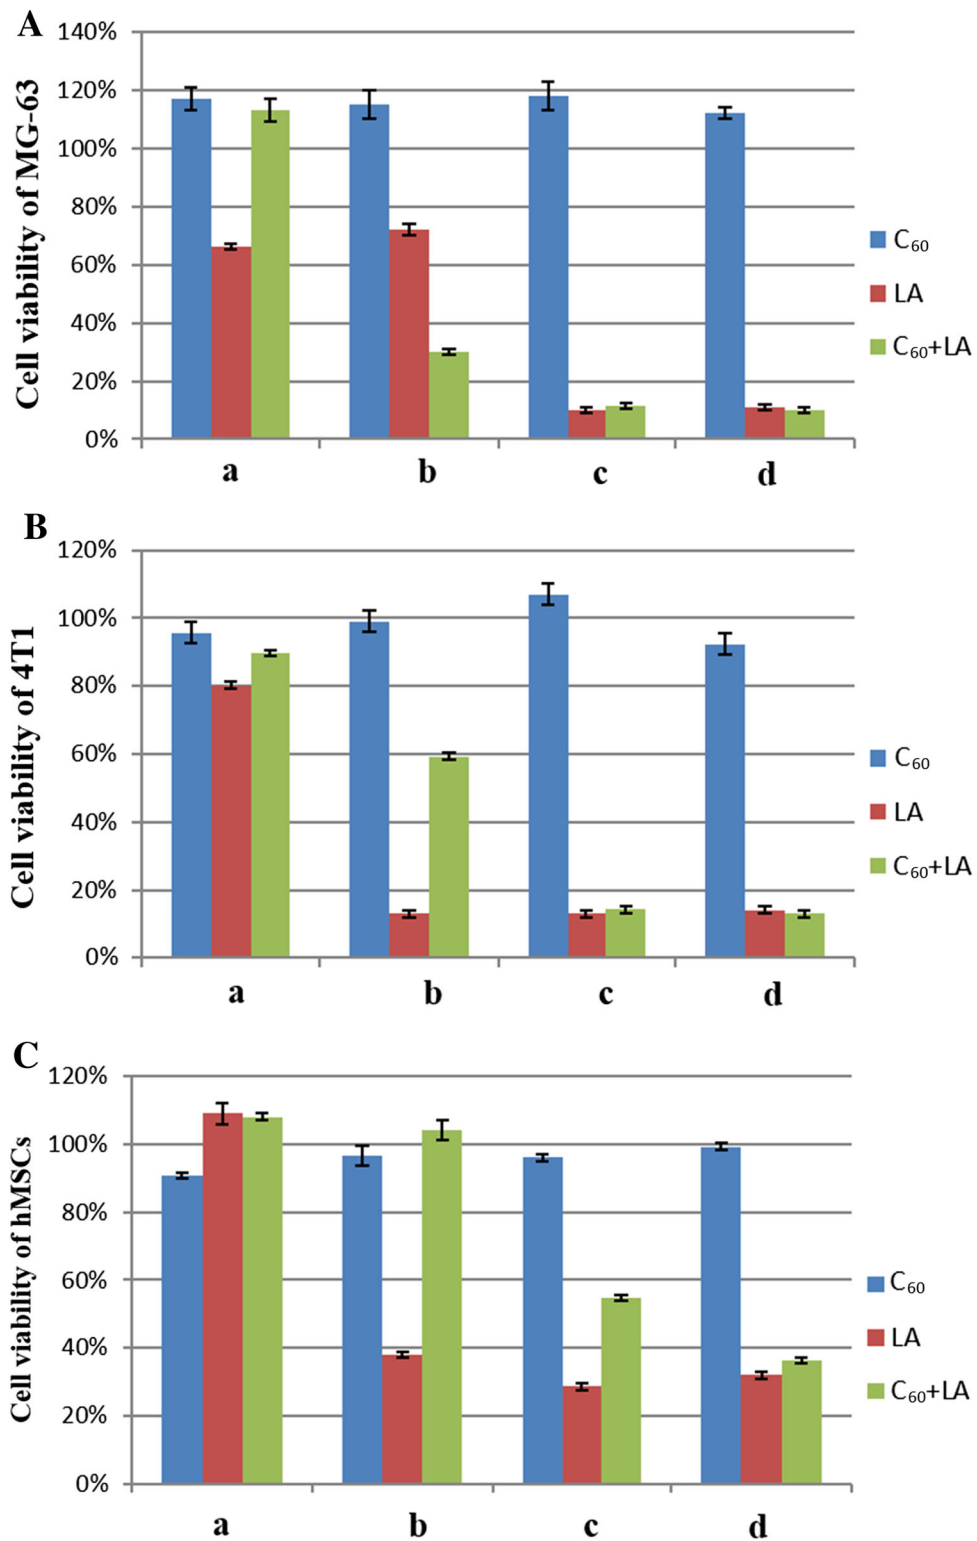 A
Cell viability of MG-63
140%
120%
100%
80%
60%
40%
20%
0%
a b c d
C₆₀
LA
C₆₀+LA
B
Cell viability of 4T1
120%
100%
80%
60%
40%
20%
0%
a b c d
C₆₀
LA
C₆₀+LA
C
Cell viability of hMSCs
120%
100%
80%
60%
40%
20%
0%
a b c d
C₆₀
LA
C₆₀+LA